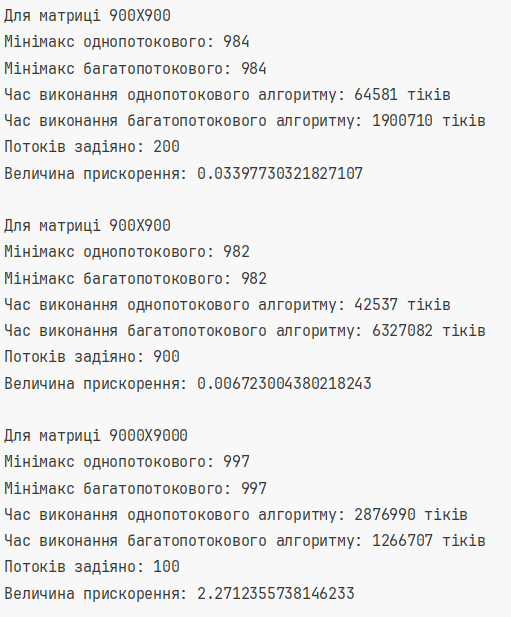 Для матриці 900X900
Мінімакс однопотокового: 984
Мінімакс багатопотокового: 984
Час виконання однопотокового алгоритму: 64581 тіків
Час виконання багатопотокового алгоритму: 1900710 тіків
Потоків задіяно: 200
Величина прискорення: 0.03397730321827107
Для матриці 900X900
Мінімакс однопотокового: 982
Мінімакс багатопотокового: 982
Час виконання однопотокового алгоритму: 42537 тіків
Час виконання багатопотокового алгоритму: 6327082 тіків
Потоків задіяно: 900
Величина прискорення: 0.006723004380218243
Для матриці 9000X9000
Мінімакс однопотокового: 997
Мінімакс багатопотокового: 997
Час виконання однопотокового алгоритму: 2876990 тіків
Час виконання багатопотокового алгоритму: 1266707 тіків
Потоків задіяно: 100
Величина прискорення: 2.2712355738146233